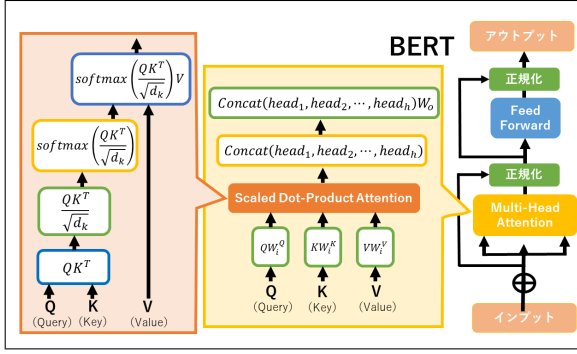 BERT
softmax(QK^T/√d_k)V
softmax(QK^T/√d_k)
QK^T/√d_k
QK^T
Q K V
(Query) (Key) (Value)
Concat(head_1, head_2, ⋯, head_h)W_o
Concat(head_1, head_2, ⋯, head_h)
Scaled Dot-Product Attention
QW_i^Q KW_i^K VW_i^V
Q K V
(Query) (Key) (Value)
アウトプット
正規化
Feed
Forward
正規化
Multi-Head
Attention
インプット